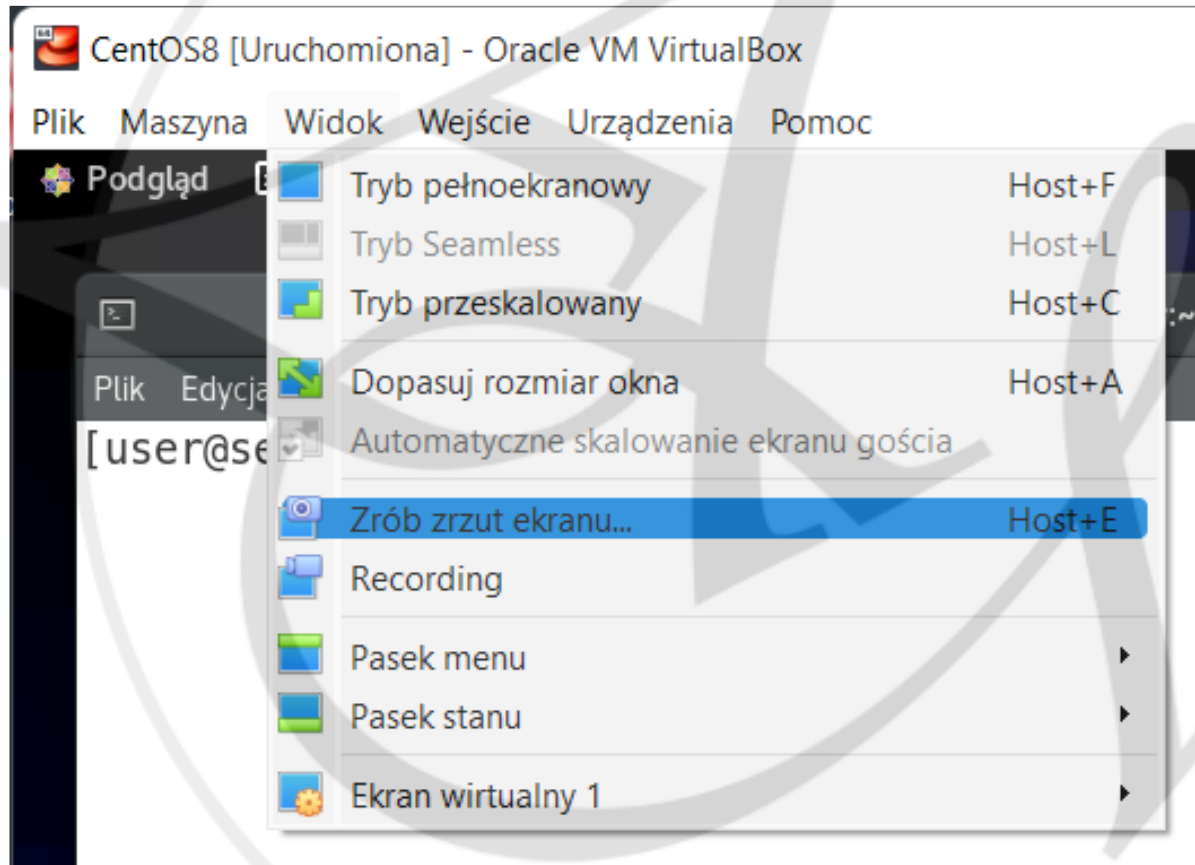 CentOS8 [Uruchomiona] - Oracle VM VirtualBox
Plik Maszyna Widok Wejście Urządzenia Pomoc
Podgląd
Tryb pełnoekranowy Host+F
Tryb Seamless Host+L
Tryb przeskalowany Host+C
:~
Dopasuj rozmiar okna Host+A
Plik Edycja
Automatyczne skalowanie ekranu gościa
[user@se
Zrób zrzut ekranu... Host+E
Recording
Pasek menu
Pasek stanu
Ekran wirtualny 1